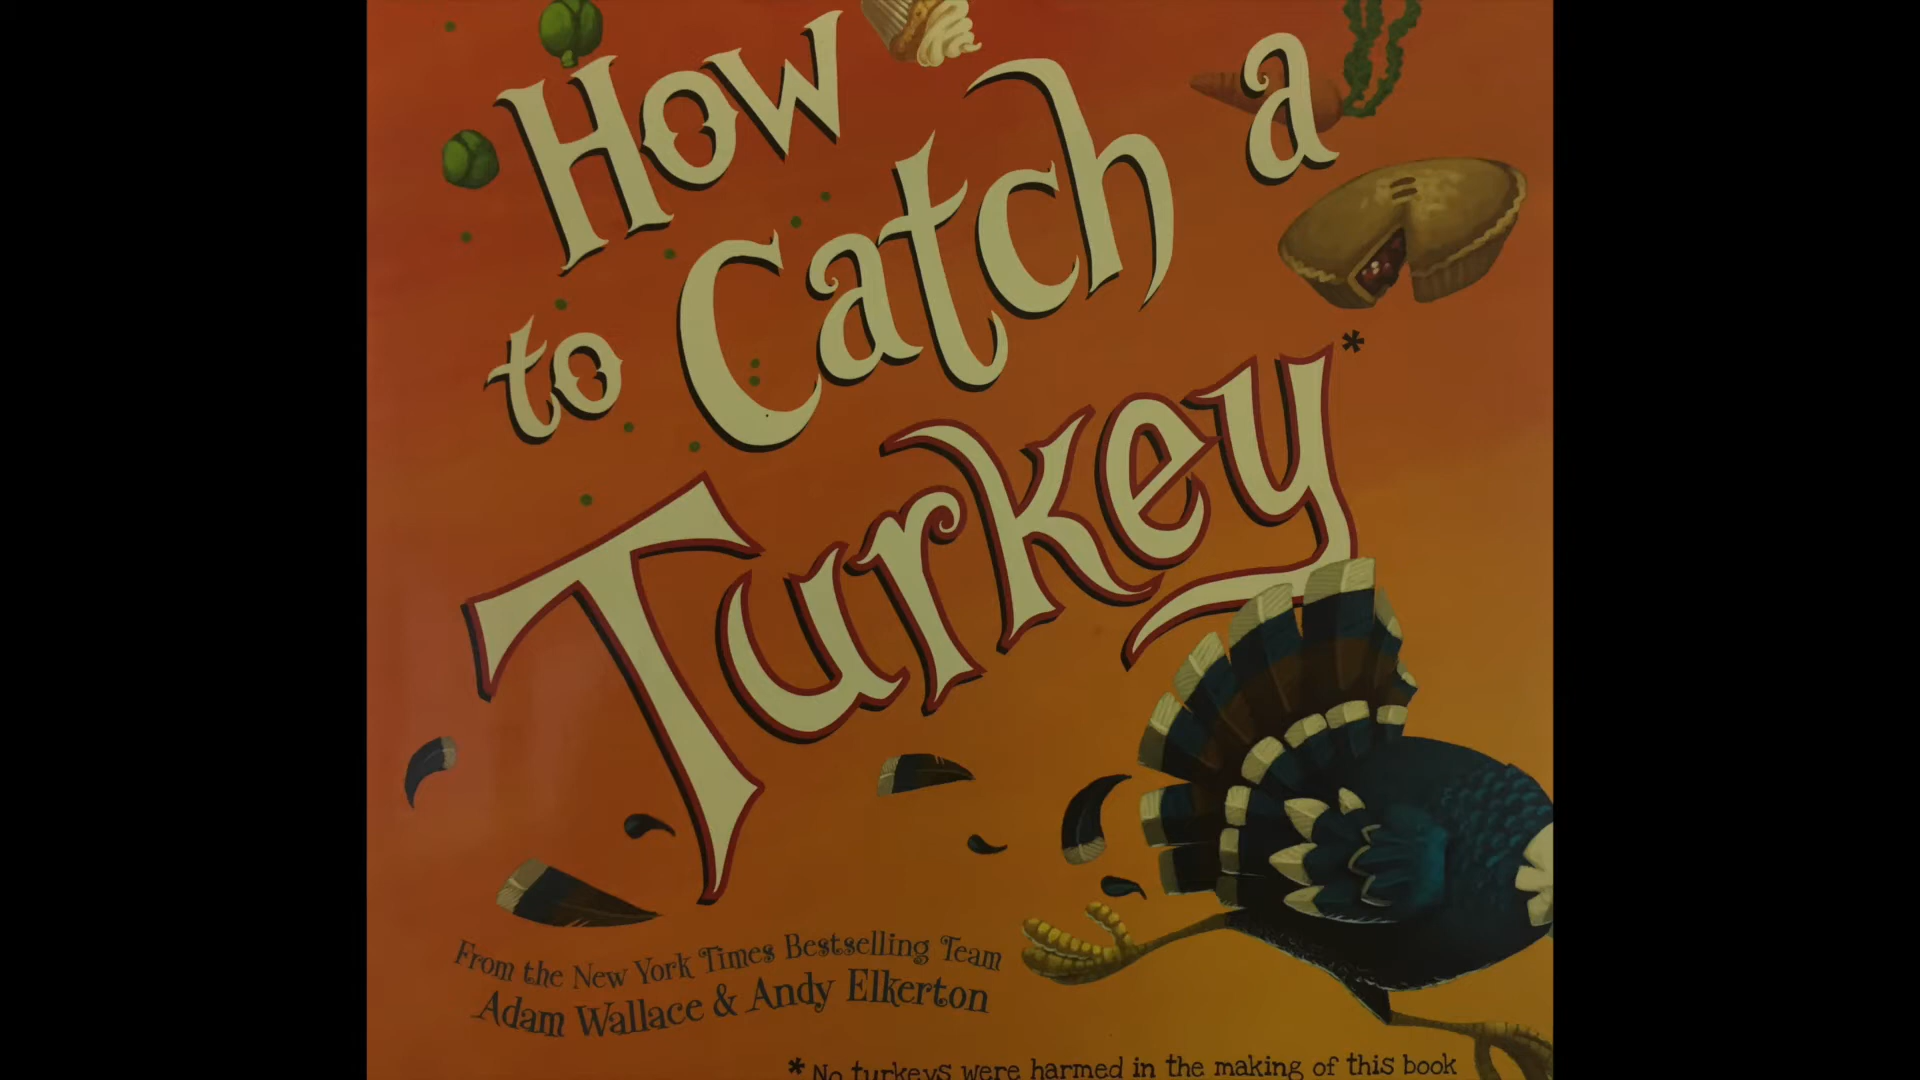 How
to Catch a
Turkey*
From the New York Times Bestselling Team
Adam Wallace & Andy Elkerton
* No turkeys were harmed in the making of this book